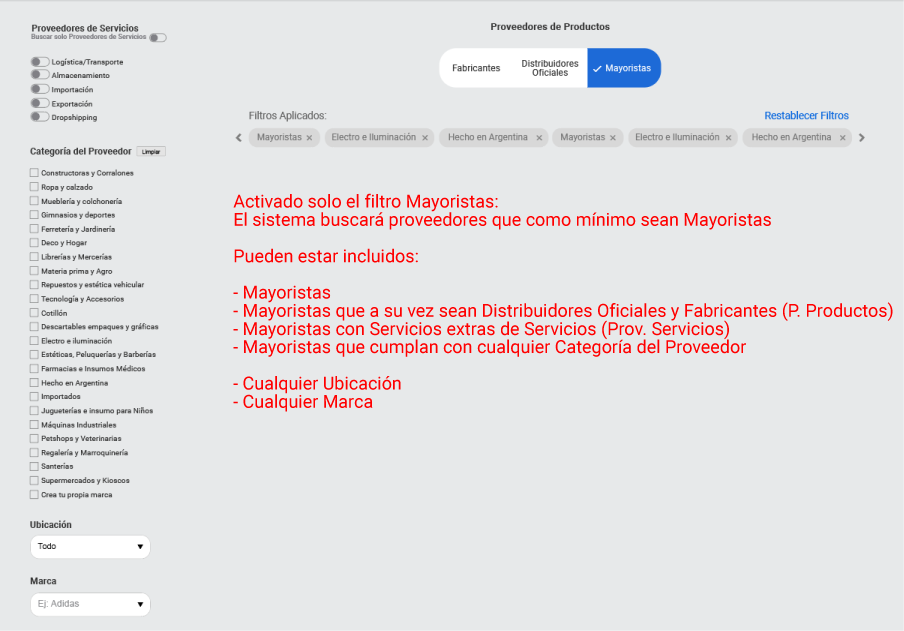 Proveedores de Servicios
Buscar solo Proveedores de Servicios
Logística/Transporte
Almacenamiento
Importación
Exportación
Dropshipping
Categoría del Proveedor Limpiar
Constructoras y Corralones
Ropa y calzado
Mueblería y colchonería
Gimnasios y deportes
Ferretería y Jardinería
Deco y Hogar
Librerías y Mercerías
Materia prima y Agro
Repuestos y estética vehicular
Tecnología y Accesorios
Cotillón
Descartables empaques y gráficas
Electro e iluminación
Estéticas, Peluquerías y Barberías
Farmacias e Insumos Médicos
Hecho en Argentina
Importados
Jugueterías e insumo para Niños
Máquinas Industriales
Petshops y Veterinarias
Regalería y Marroquinería
Santerías
Supermercados y Kioscos
Crea tu propia marca
Ubicación
Todo
Marca
Ej: Adidas
Proveedores de Productos
Fabricantes
Distribuidores
Oficiales
Mayoristas
Filtros Aplicados: Restablecer Filtros
Mayoristas × Electro e Iluminación × Hecho en Argentina × Mayoristas × Electro e Iluminación × Hecho en Argentina ×
Activado solo el filtro Mayoristas:
El sistema buscará proveedores que como mínimo sean Mayoristas
Pueden estar incluidos:
- Mayoristas
- Mayoristas que a su vez sean Distribuidores Oficiales y Fabricantes (P. Productos)
- Mayoristas con Servicios extras de Servicios (Prov. Servicios)
- Mayoristas que cumplan con cualquier Categoría del Proveedor
- Cualquier Ubicación
- Cualquier Marca